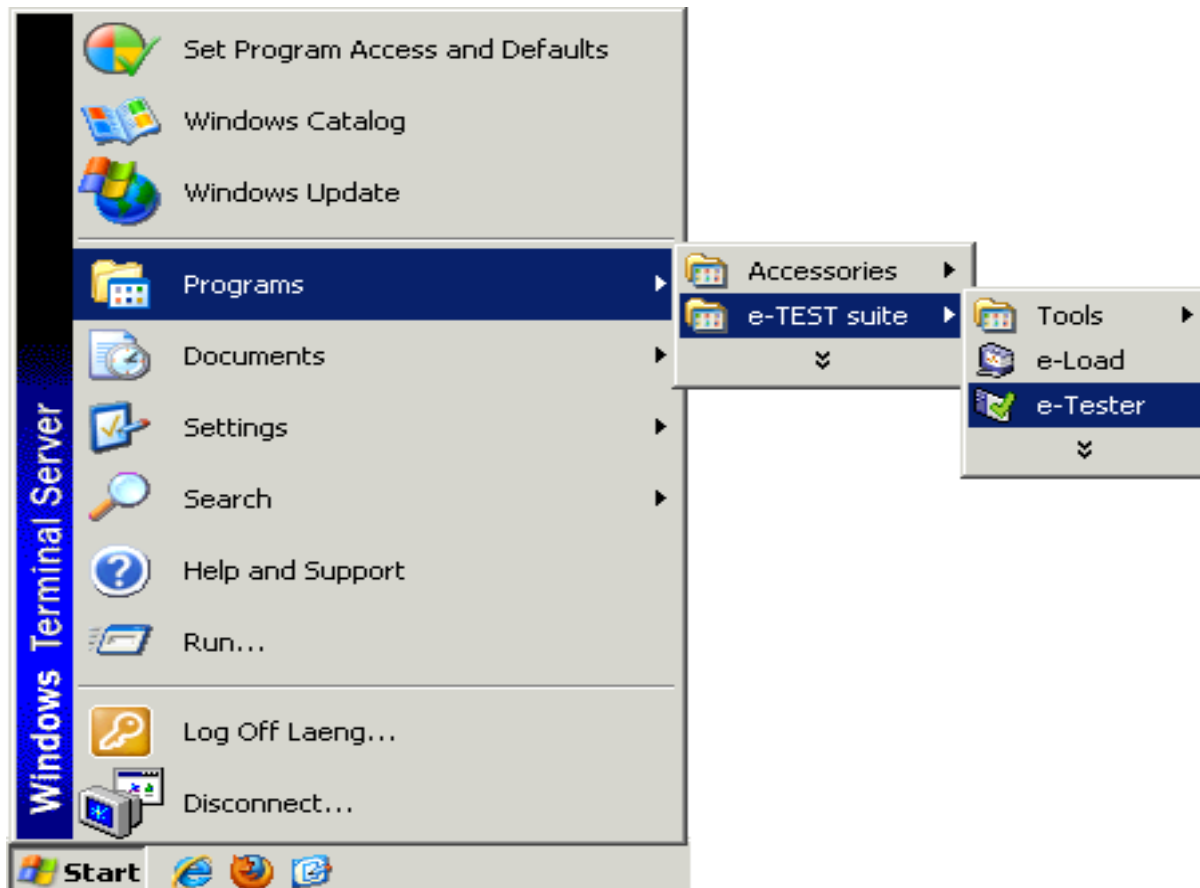 Set Program Access and Defaults
Windows Catalog
Windows Update
Programs
Documents
Settings
Search
Help and Support
Run...
Log Off Laeng...
Disconnect...
Accessories
e-TEST suite
Tools
e-Load
e-Tester
Windows Terminal Server
Start